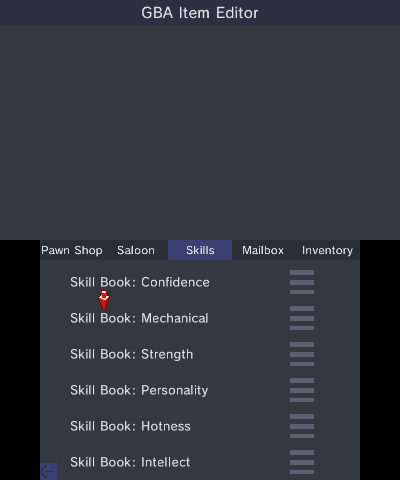 GBA Item Editor
Pawn Shop Saloon Skills Mailbox Inventory
Skill Book: Confidence
Skill Book: Mechanical
Skill Book: Strength
Skill Book: Personality
Skill Book: Hotness
Skill Book: Intellect